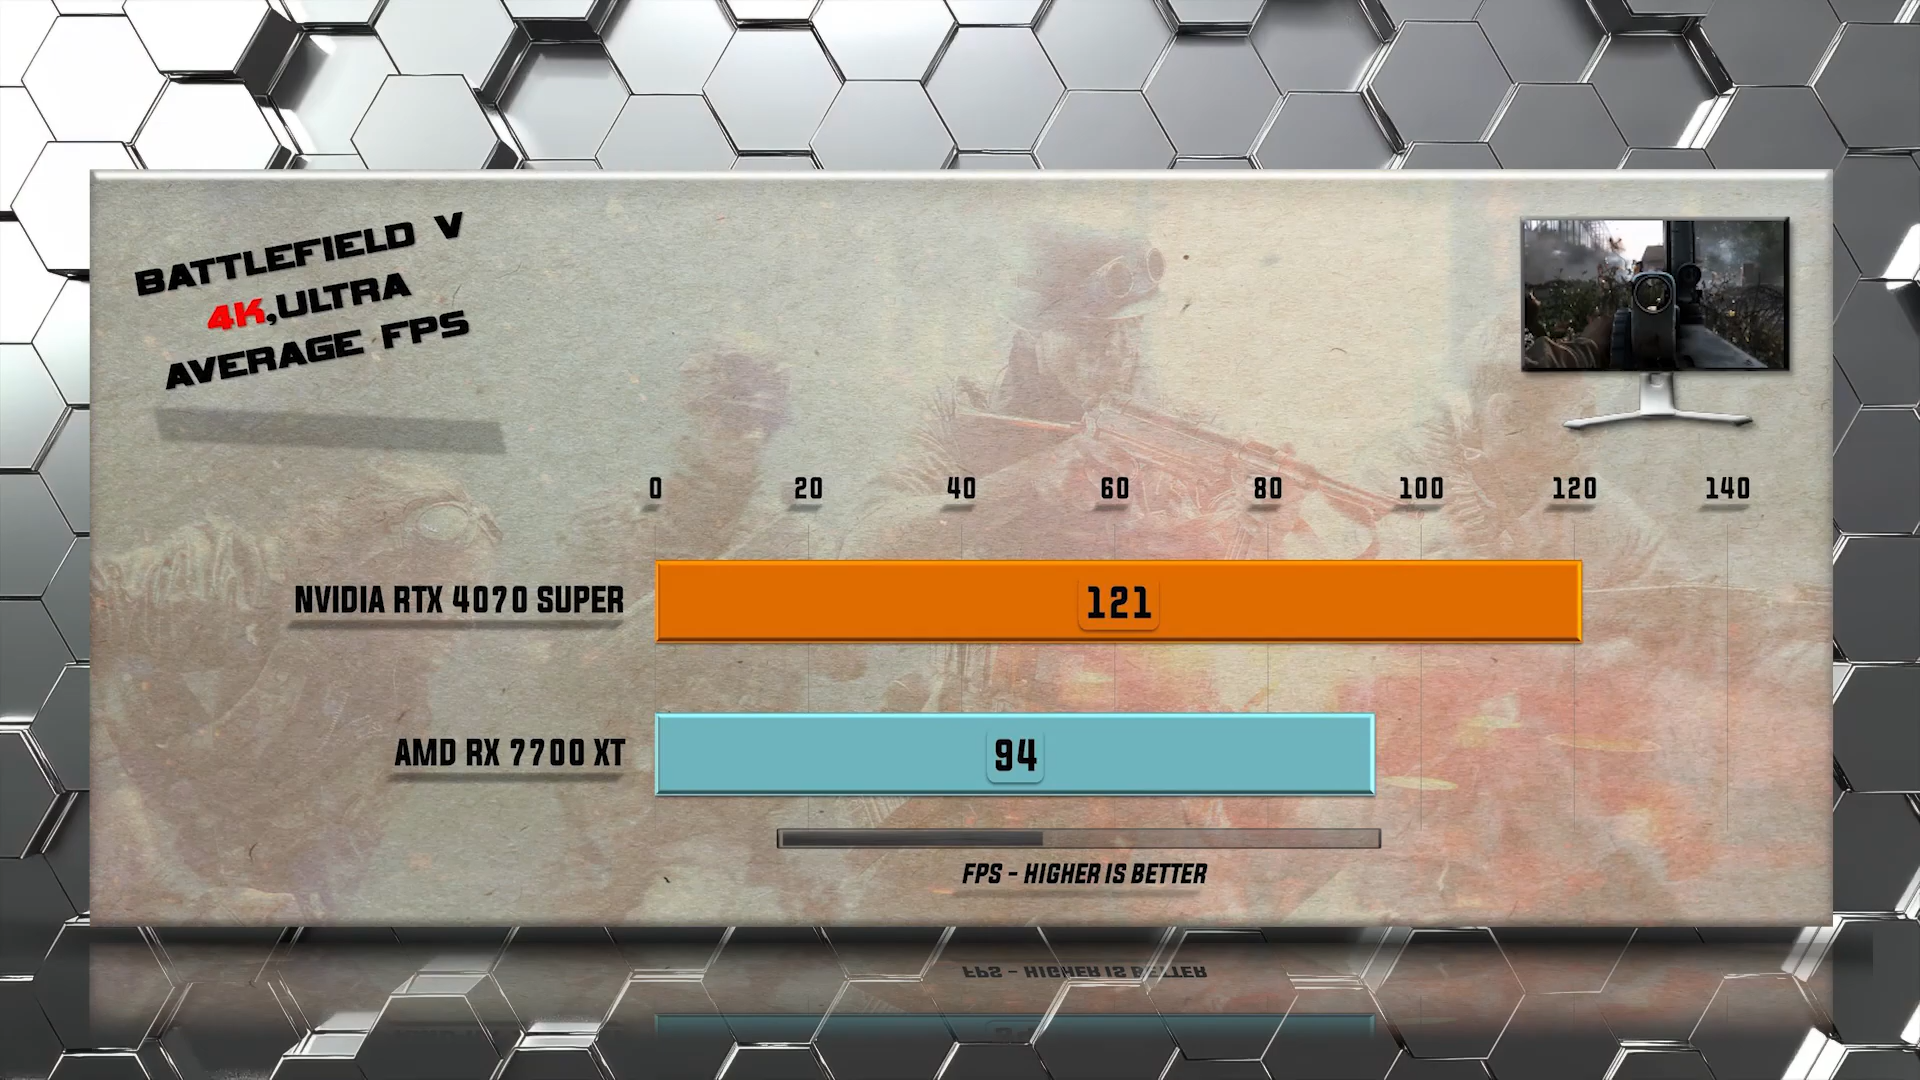 BATTLEFIELD V
4K,ULTRA
AVERAGE FPS
0 20 40 60 80 100 120 140
NVIDIA RTX 4070 SUPER 121
AMD RX 7700 XT 94
FPS - HIGHER IS BETTER